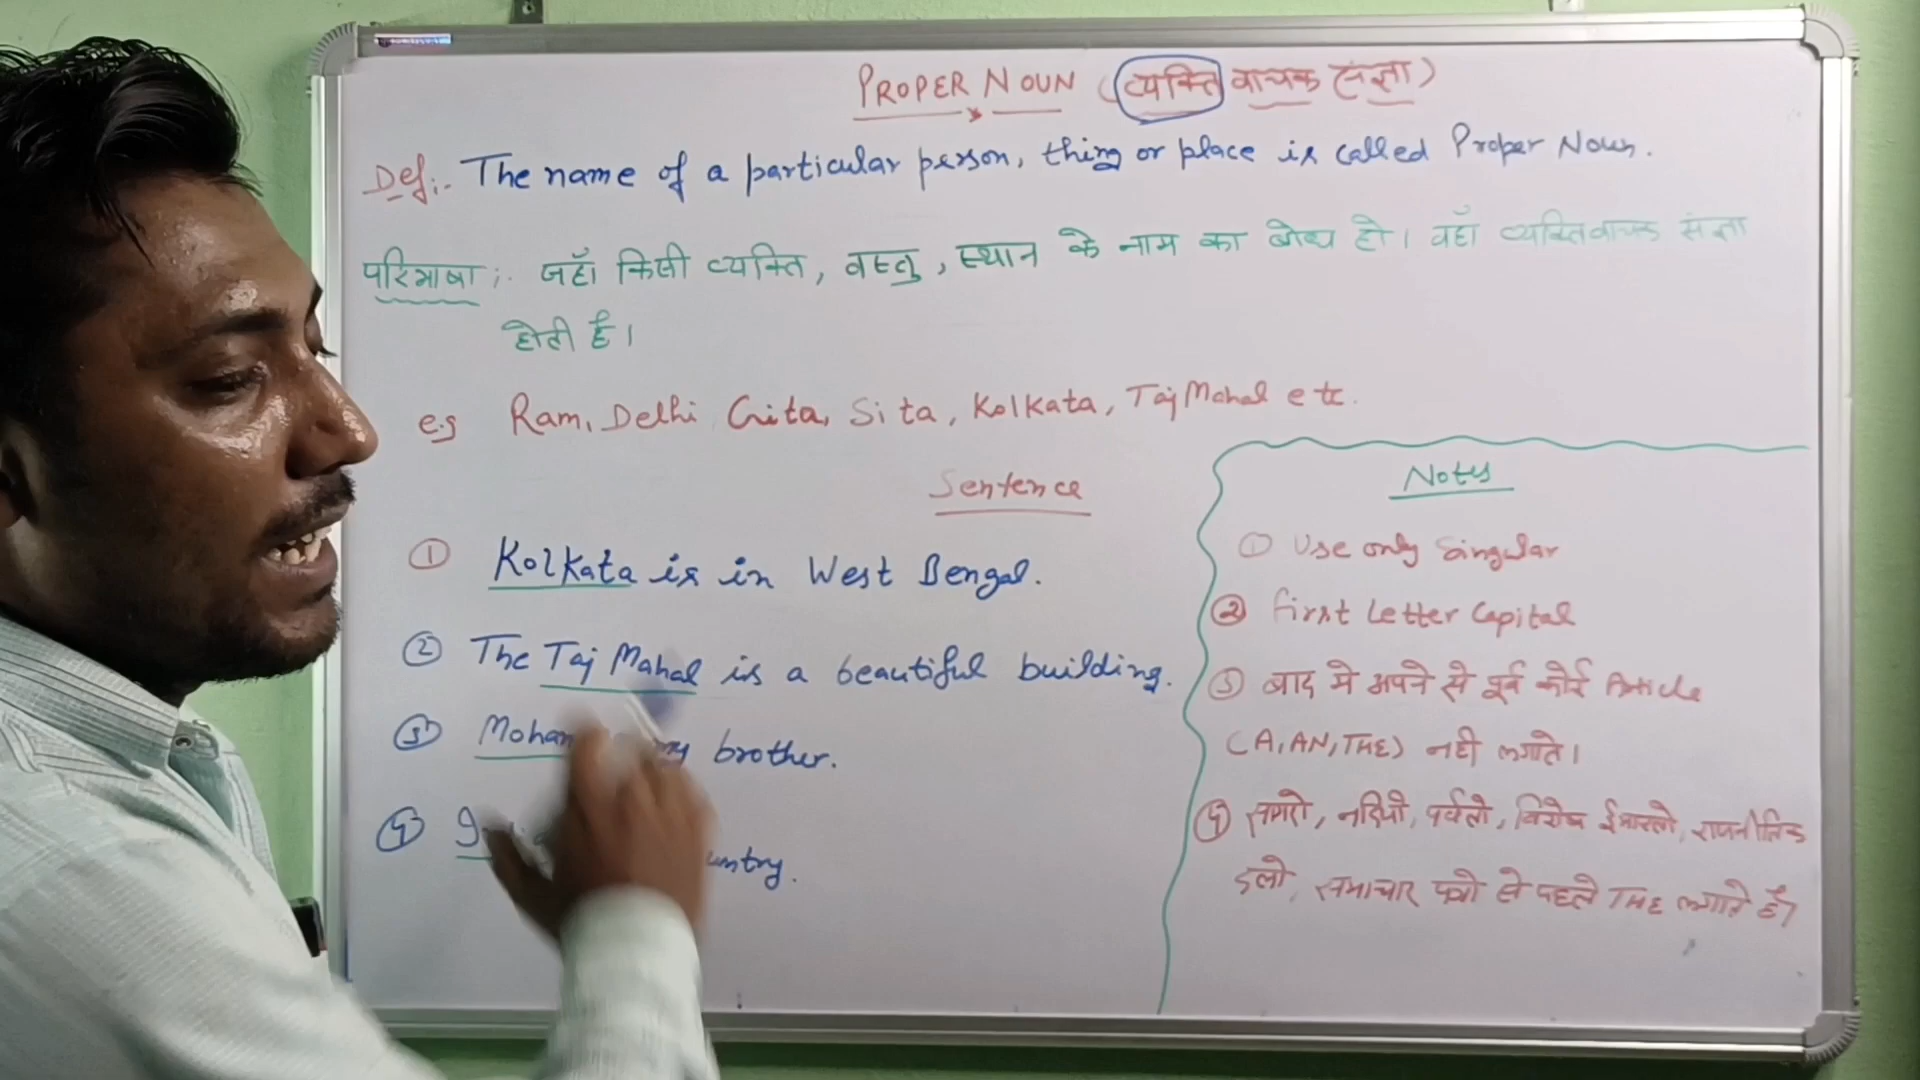 PROPER NOUN (व्यक्ति वाचक संज्ञा)
Def:. The name of a particular person, thing or place is called Proper Noun.
परिभाषा:. जहाँ किसी व्यक्ति, वस्तु, स्थान के नाम का बोध हो। वहाँ व्यक्तिवाचक संज्ञा
होती है।
e.g Ram, Delhi, Gita, Sita, Kolkata, Taj Mahal etc.
Sentence
① Kolkata is in West Bengal.
② The Taj Mahal is a beautiful building.
③ Mohan my brother.
④
Notes
① Use only Singular
② First Letter Capital
③ बाद मे अपने से पूर्व कोई Article
(A, AN, THE) नही लगाते।
④ सागरो, नदियो, पर्वतो, विशेष ईमारतो, राजनीतिक
दलो, समाचार पत्रो से पहले THE लगाते है।